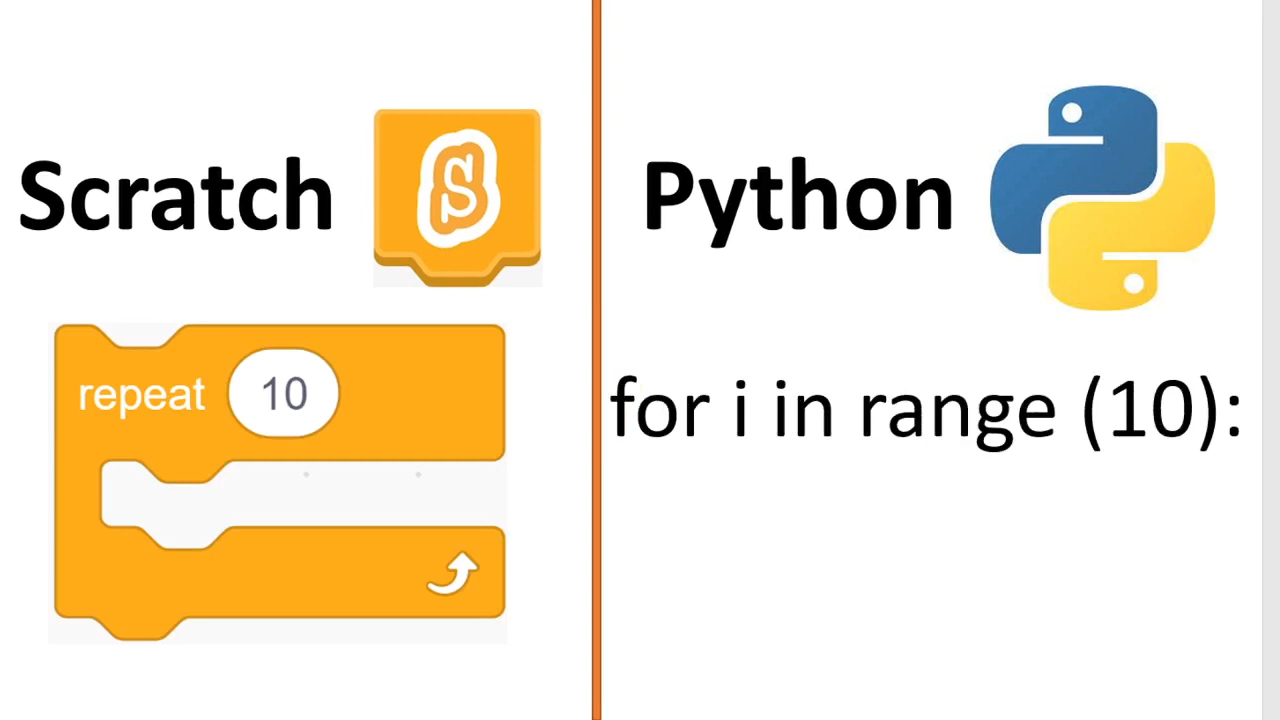 Scratch
S
repeat 10
Python
for i in range (10):